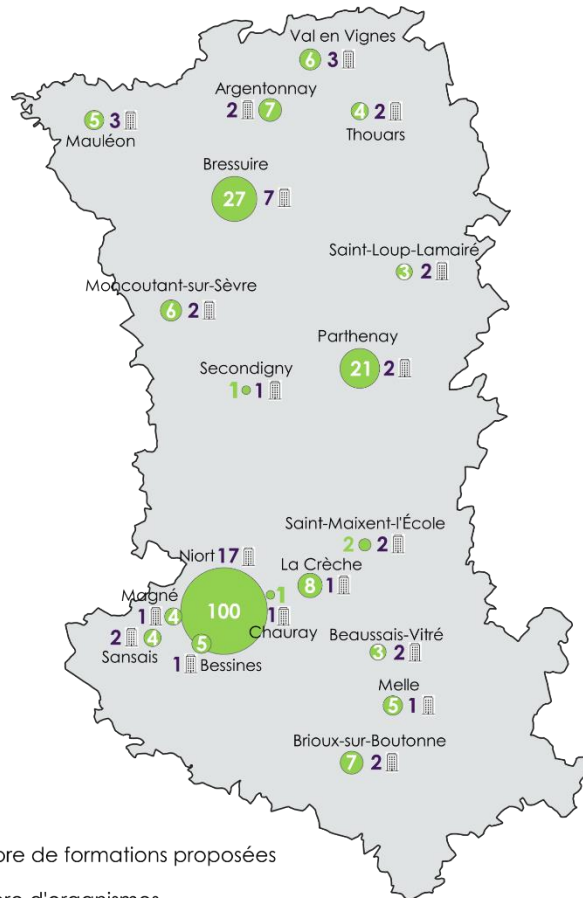 Val en Vignes
6 3
Argentonnay
2 7
4 2
Thouars
5 3
Mauléon
Bressuire
27 7
Saint-Loup-Lamairé
3 2
Moncoutant-sur-Sèvre
6 2
Parthenay
21 2
Secondigny
1 1
Saint-Maixent-l'École
2 2
Niort 17
100
La Crèche
8 1
Magné
1 4
1
1
Chauray
2 4
Sansais
5
1 Bessines
Beaussais-Vitré
3 2
Melle
5 1
Brioux-sur-Boutonne
7 2
de formations proposées
d'organismes